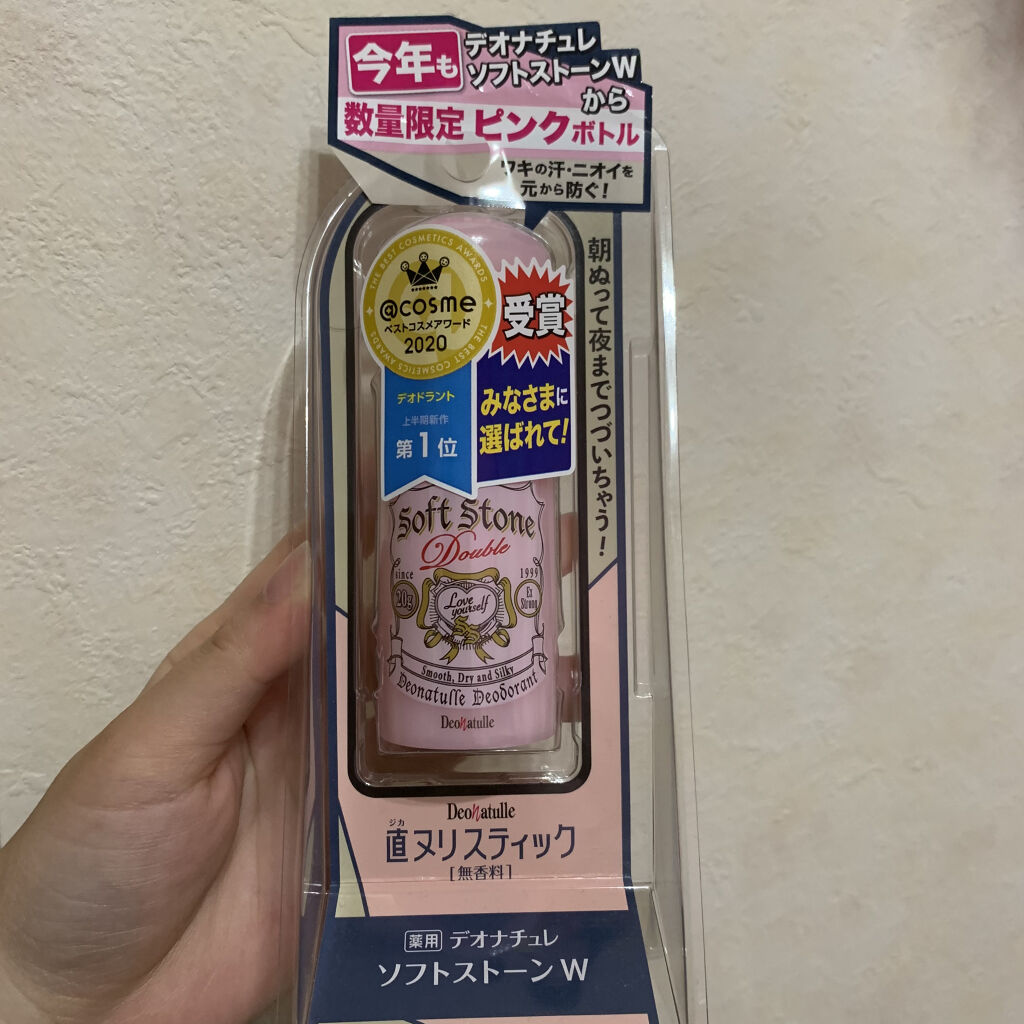 今年も
デオナチュレ
ソフトストーンW
から
数量限定 ピンクボトル
ワキの汗・ニオイを
元から防ぐ!
朝ぬって夜までつづいちゃう!
THE BEST COSMETICS AWARDS
@cosme
ベストコスメアワード
2020
THE BEST COSMETICS AWARDS
受賞
デオドラント
上半期新作
第1位
みなさまに
選ばれて!
Soft Stone
Double
since
1999
20g
Ex
Strong
Love
yourself
Smooth, Dry and Silky
Deonatulle Deodorant
Deonatulle
Deonatulle
ジカ
直ヌリスティック
[無香料]
薬用 デオナチュレ
ソフトストーンW